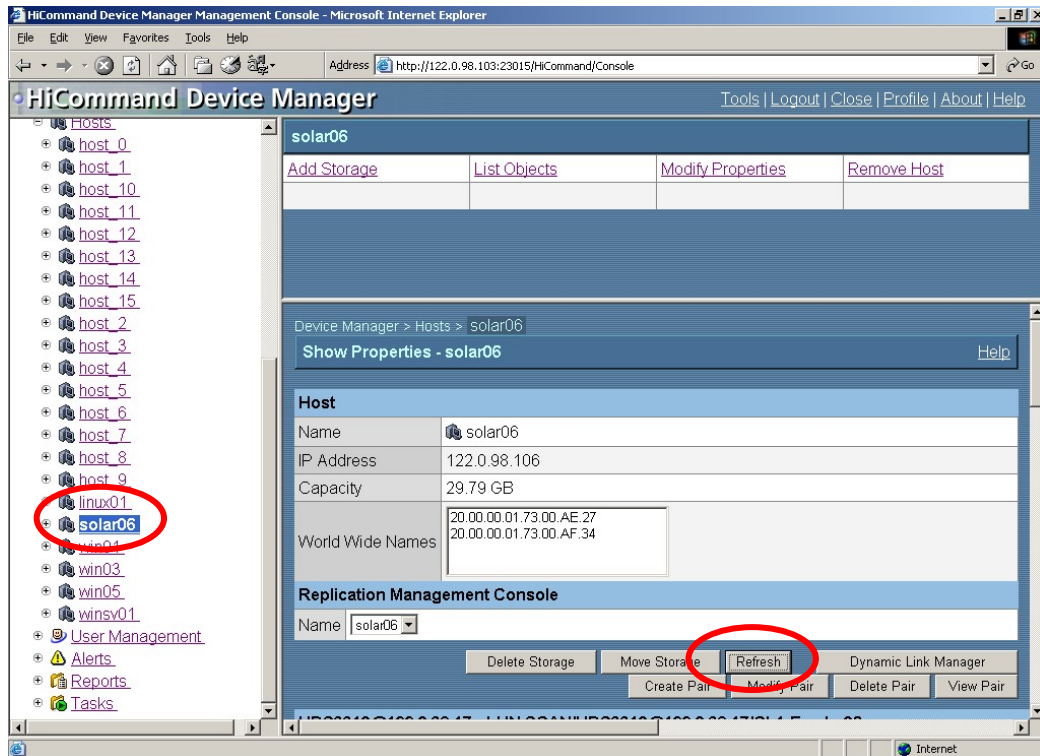 HiCommand Device Manager Management Console - Microsoft Internet Explorer
File Edit View Favorites Tools Help
Address http://122.0.98.103:23015/HiCommand/Console Go
HiCommand Device Manager
Tools | Logout | Close | Profile | About | Help
Hosts
host_0
host_1
host_10
host_11
host_12
host_13
host_14
host_15
host_2
host_3
host_4
host_5
host_6
host_7
host_8
host_9
linux01
solar06
win01
win03
win05
winsv01
User Management
Alerts
Reports
Tasks
solar06
Add Storage List Objects Modify Properties Remove Host
Device Manager > Hosts > solar06
Show Properties - solar06 Help
Host
Name solar06
IP Address 122.0.98.106
Capacity 29.79 GB
World Wide Names
20.00.00.01.73.00.AE.27
20.00.00.01.73.00.AF.34
Replication Management Console
Name solar06
Delete Storage Move Storage Refresh Dynamic Link Manager
Create Pair Modify Pair Delete Pair View Pair
Internet